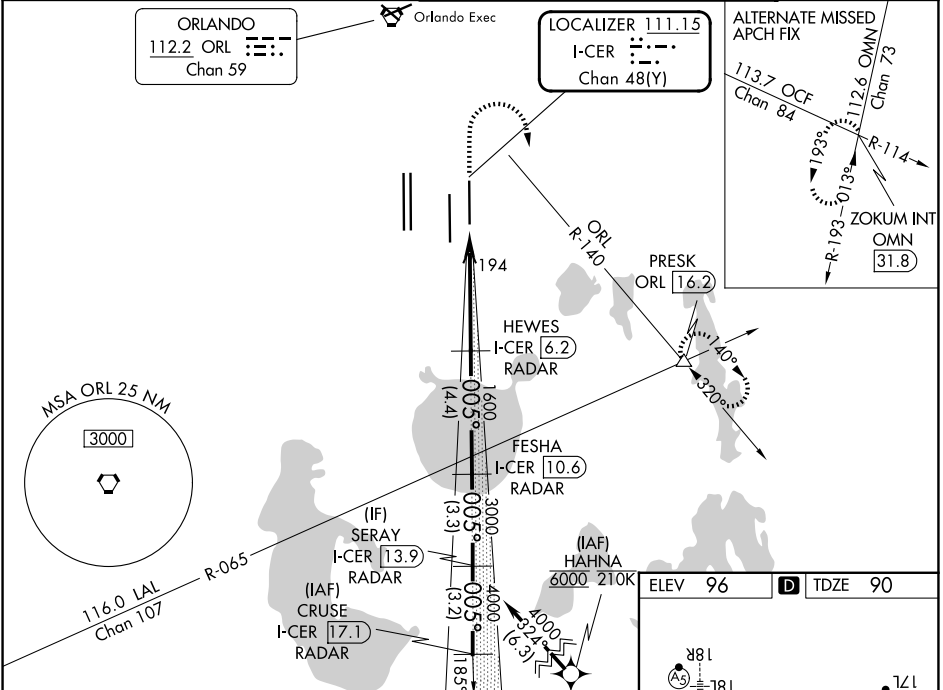 ORLANDO
112.2 ORL
Chan 59
Orlando Exec
LOCALIZER 111.15
I-CER
Chan 48(Y)
ALTERNATE MISSED
APCH FIX
113.7 OCF
Chan 84
112.6 OMN
Chan 73
193°
013°
R-114
R-193
ZOKUM INT
OMN
31.8
194
ORL
R-140
PRESK
ORL 16.2
140°
320°
HEWES
I-CER 6.2
RADAR
1600
005°
(4.4)
MSA ORL 25 NM
3000
FESHA
I-CER 10.6
RADAR
3000
005°
(3.3)
(IF)
SERAY
I-CER 13.9
RADAR
R-065
116.0 LAL
Chan 107
(IAF)
CRUSE
I-CER 17.1
RADAR
4000
005°
(3.2)
185°
(IAF)
HAHNA
6000 210K
4000
324°
(6.3)
ELEV 96
D
TDZE 90
18R
A5
18L
17L